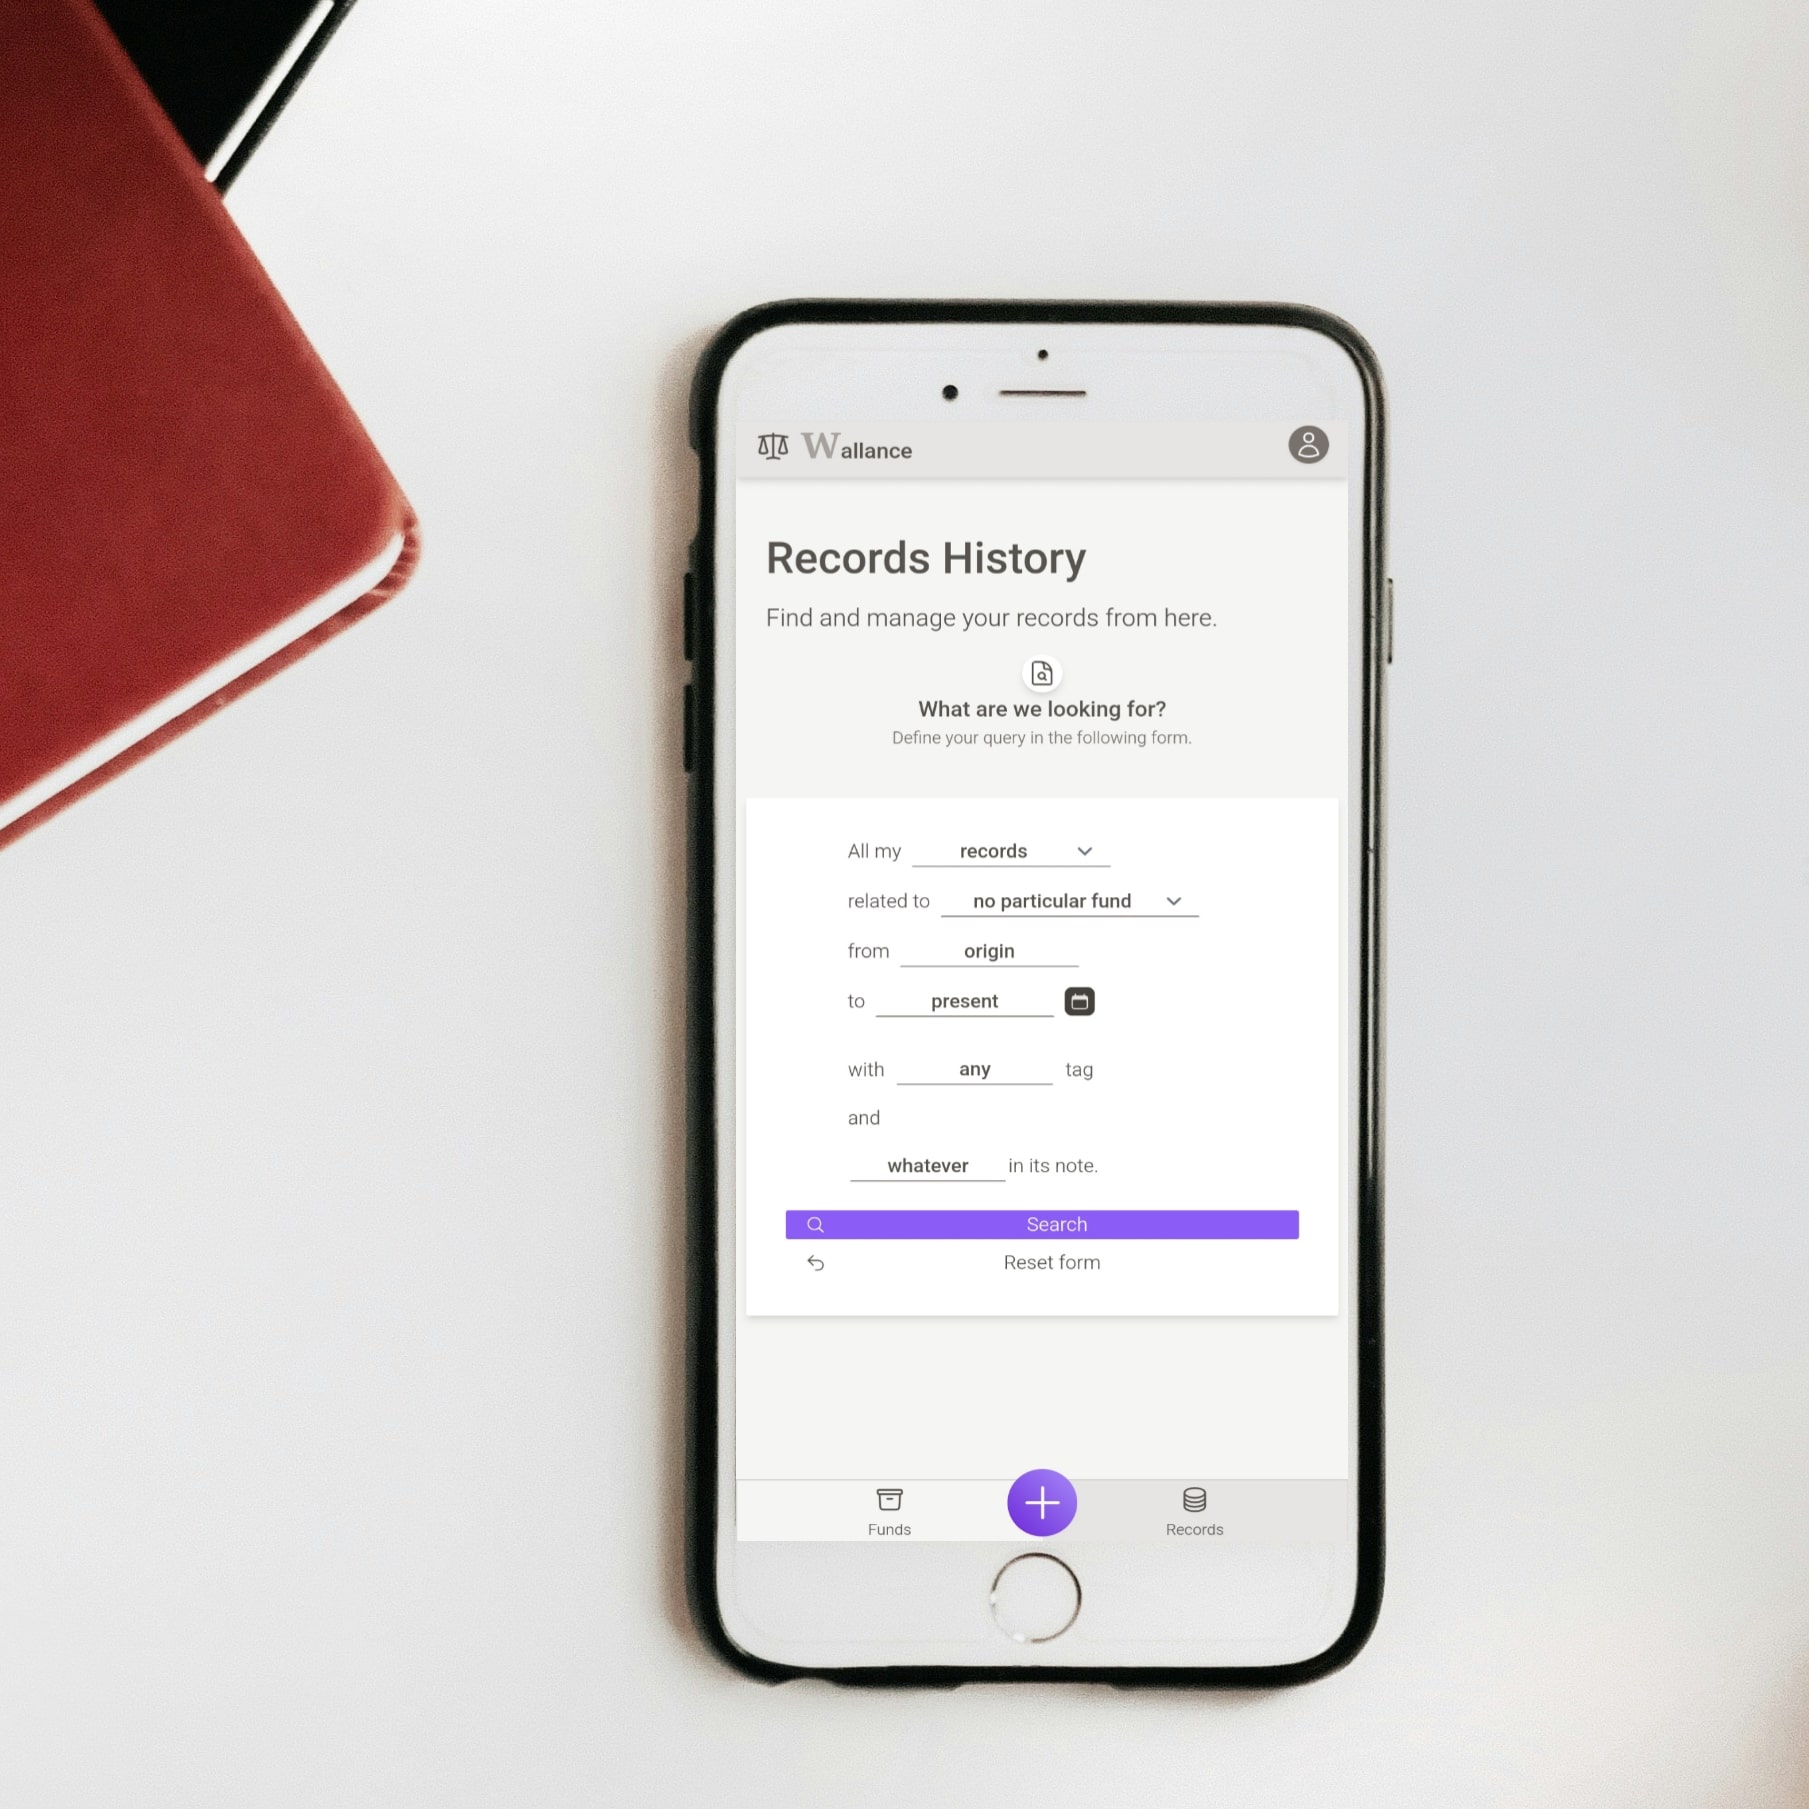 Wallance
Records History
Find and manage your records from here.
What are we looking for?
Define your query in the following form.
All my records
related to no particular fund
from origin
to present
with any tag
and
whatever in its note.
Search
Reset form
Funds
Records